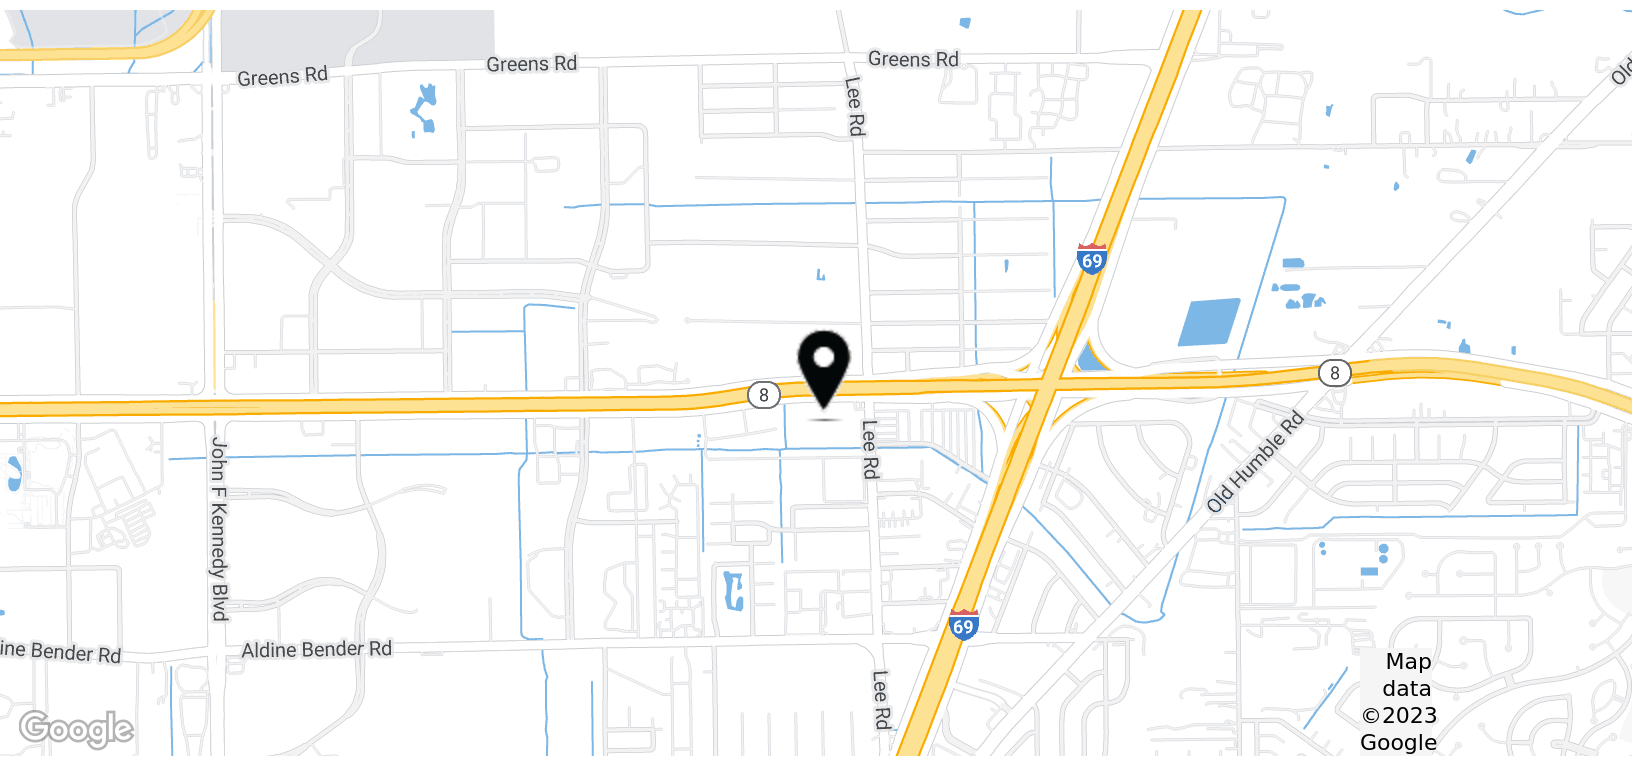 Greens Rd
Greens Rd
Greens Rd
Old
Lee Rd
69
8
8
Lee Rd
Old Humble Rd
John F Kennedy Blvd
69
ine Bender Rd
Aldine Bender Rd
Lee Rd
Google
Map
data
©2023
Google